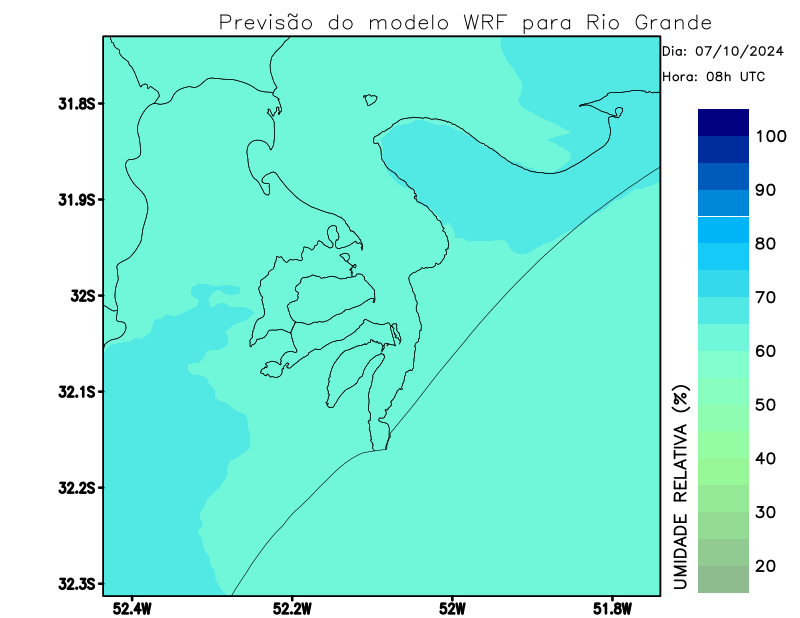 Previsão do modelo WRF para Rio Grande
Dia: 07/10/2024
Hora: 08h UTC
31.8S
31.9S
32S
32.1S
32.2S
32.3S
52.4W
52.2W
52W
51.8W
100
90
80
70
60
50
40
30
20
UMIDADE RELATIVA (%)